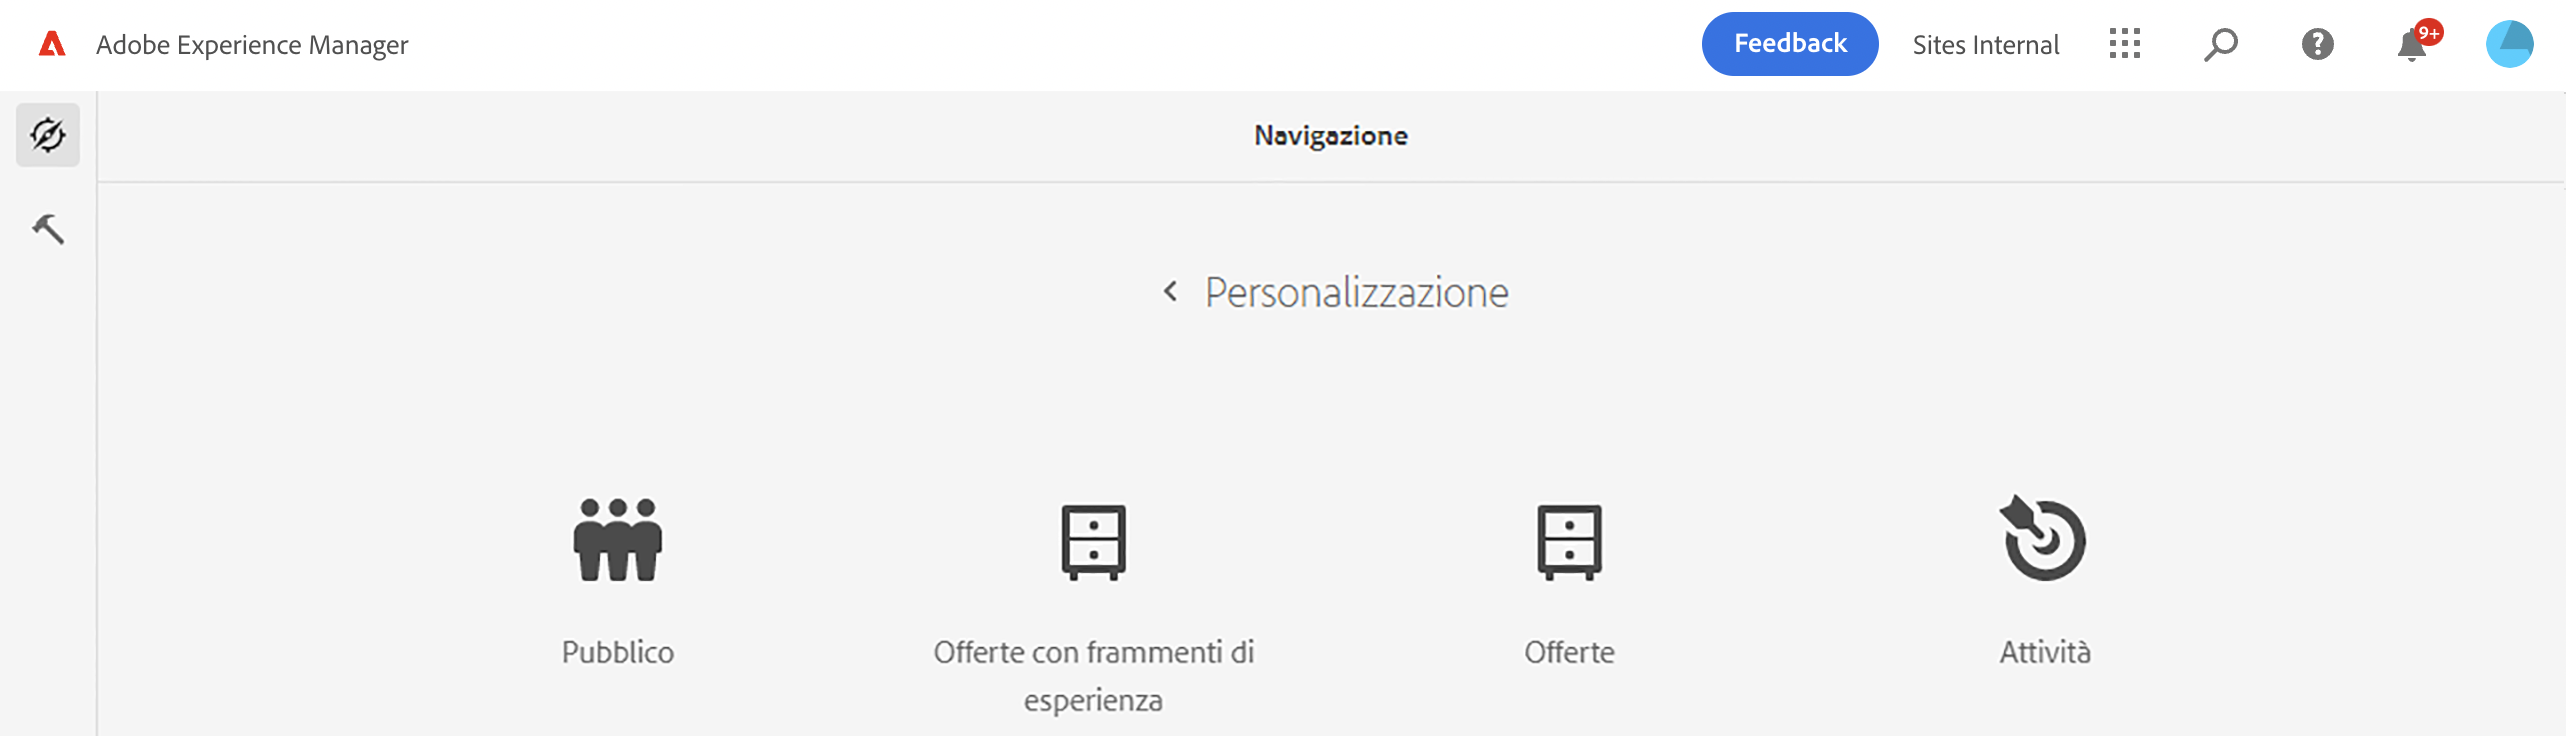 Adobe Experience Manager
Feedback
Sites Internal
?
9+
Navigazione
Personalizzazione
Pubblico
Offerte con frammenti di
esperienza
Offerte
Attività